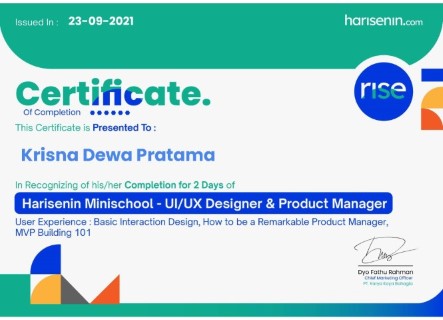 Issued In : 23-09-2021
harisenin.com
Certificate.
Of Completion
rise
This Certificate is Presented To :
Krisna Dewa Pratama
In Recognizing of his/her Completion for 2 Days of
Harisenin Minischool - UI/UX Designer & Product Manager
User Experience : Basic Interaction Design, How to be a Remarkable Product Manager,
MVP Building 101
Dyo Fathu Rahman
Chief Marketing Officer